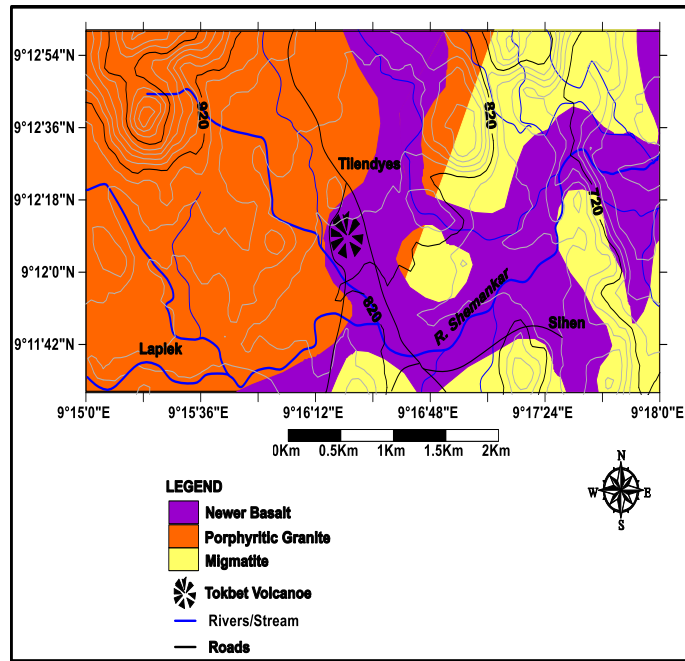 9°12'54"N
920
820
9°12'36"N
Tilendyes
9°12'18"N
720
9°12'0"N
820
R. Shemankar
Sihen
9°11'42"N
Lapiek
9°15'0"E 9°15'36"E 9°16'12"E 9°16'48"E 9°17'24"E 9°18'0"E
0Km 0.5Km 1Km 1.5Km 2Km
N
W E
S
LEGEND
Newer Basalt
Porphyritic Granite
Migmatite
Tokbet Volcanoe
Rivers/Stream
Roads